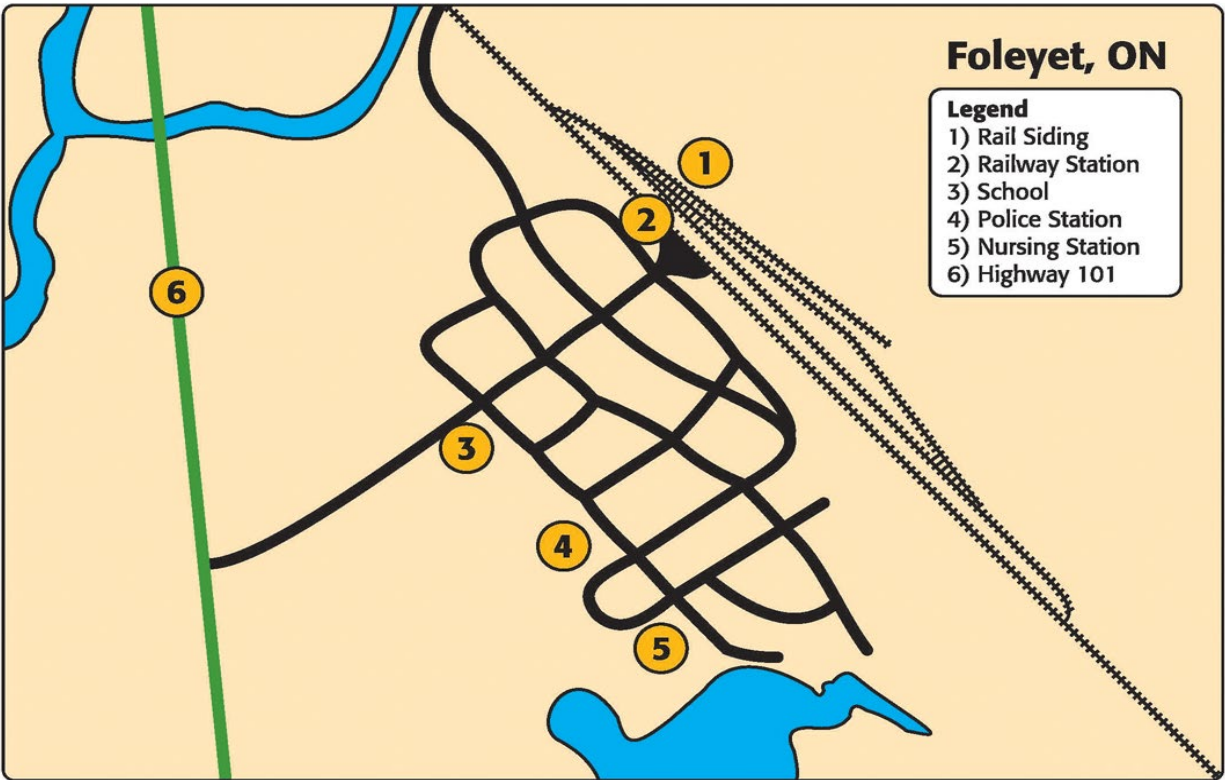 Foleyet, ON
Legend
1) Rail Siding
2) Railway Station
3) School
4) Police Station
5) Nursing Station
6) Highway 101
1
2
6
3
4
5